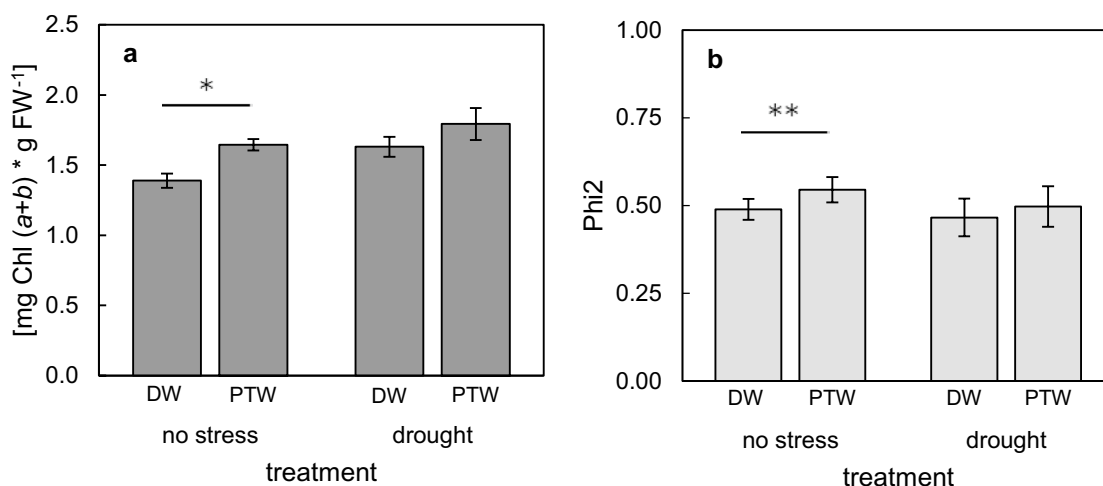 a
[mg Chl (a+b) * g FW-1]
2.5
2.0
1.5
1.0
0.5
0.0
*
DW PTW DW PTW
no stress drought
treatment
b
Phi2
1.00
0.75
0.50
0.25
0.00
**
DW PTW DW PTW
no stress drought
treatment